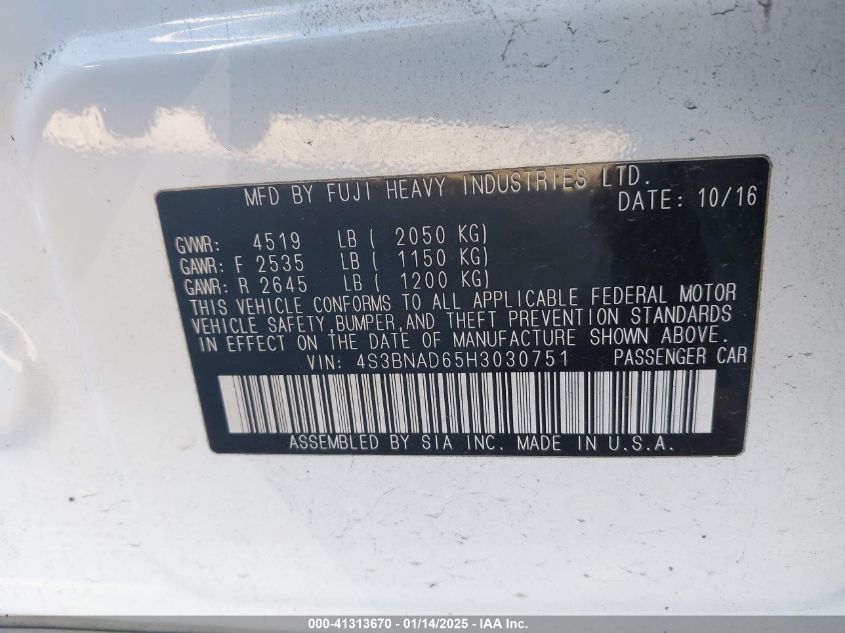 MFD BY FUJI HEAVY INDUSTRIES LTD.
DATE: 10/16
GVWR: 4519 LB ( 2050 KG)
GAWR: F 2535 LB ( 1150 KG)
GAWR: R 2645 LB ( 1200 KG)
THIS VEHICLE CONFORMS TO ALL APPLICABLE FEDERAL MOTOR
VEHICLE SAFETY,BUMPER,AND THEFT PREVENTION STANDARDS
IN EFFECT ON THE DATE OF MANUFACTURE SHOWN ABOVE.
VIN: 4S3BNAD65H3030751 PASSENGER CAR
ASSEMBLED BY SIA INC. MADE IN U.S.A.
000-41313670 - 01/14/2025 - IAA Inc.